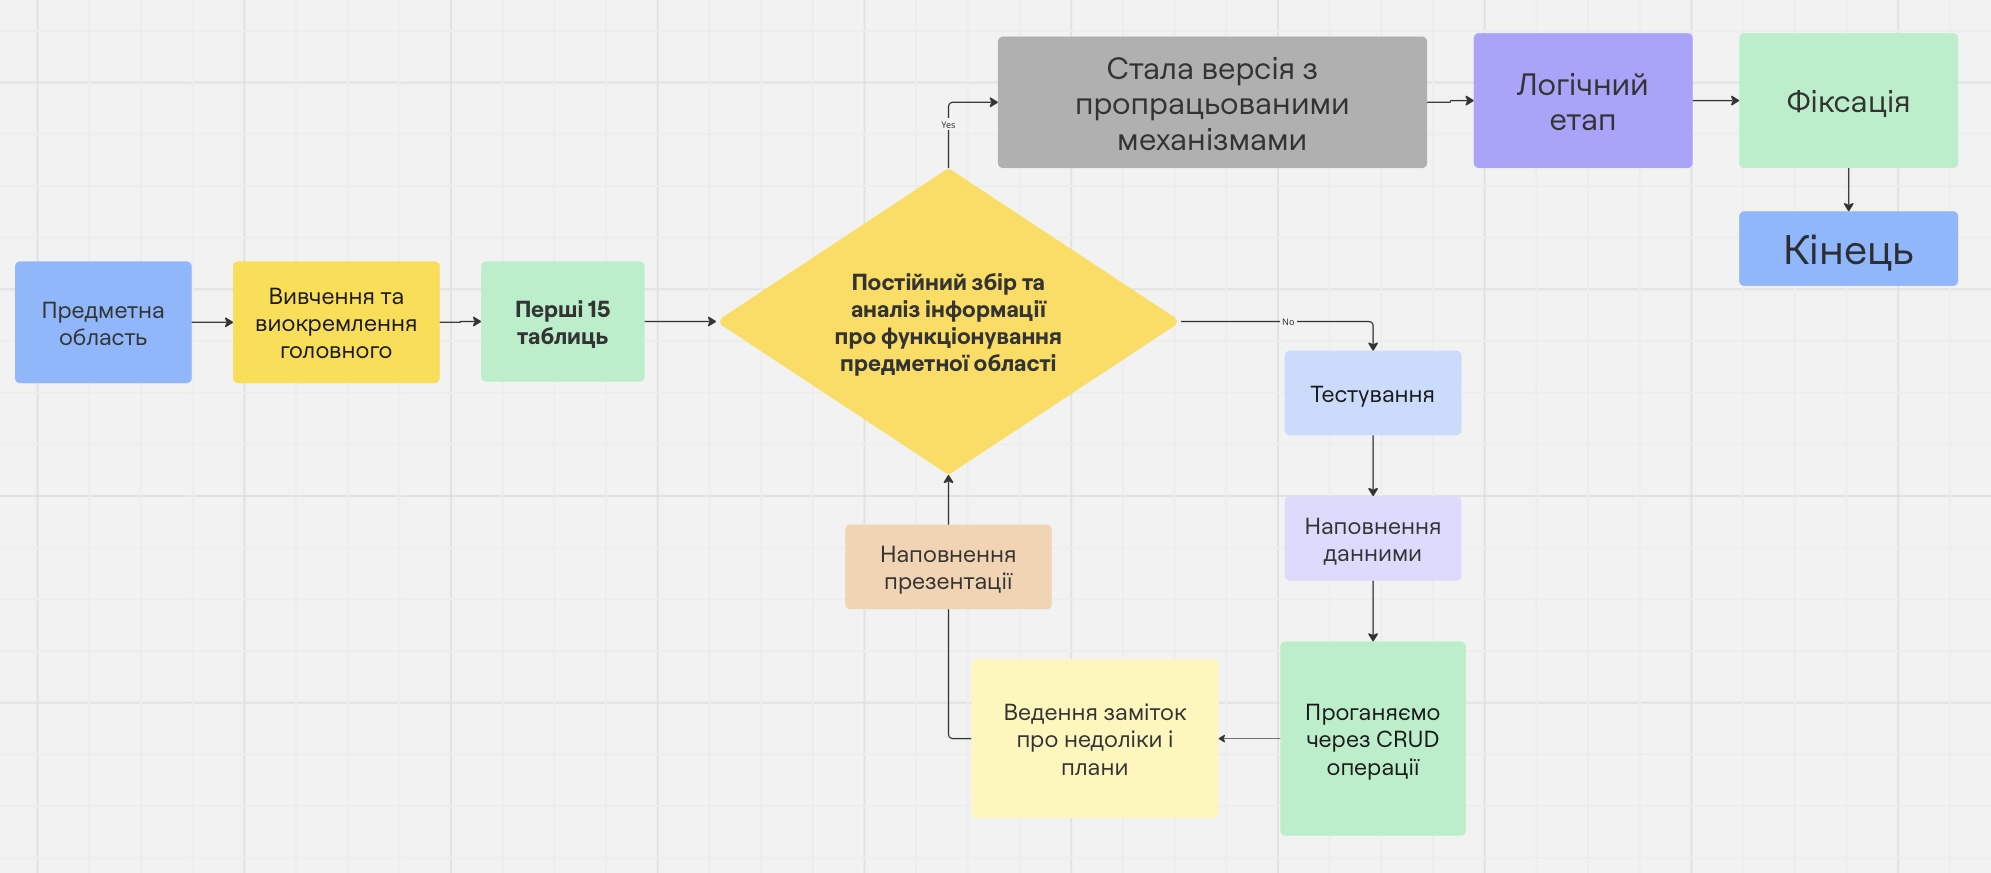 Предметна
область
Вивчення та
виокремлення
головного
Перші 15
таблиць
Постійний збір та
аналіз інформації
про функціонування
предметної області
Yes
Стала версія з
пропрацьованими
механізмами
Логічний
етап
Фіксація
Кінець
No
Тестування
Наповнення
данними
Проганяємо
через CRUD
операції
Ведення заміток
про недоліки і
плани
Наповнення
презентації